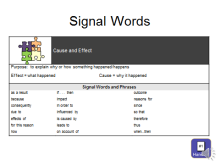 Signal Words
Cause and Effect
Purpose: to explain why or how something happened/happens
Effect = what happened Cause = why it happened
Signal Words and Phrases
as a result if then outcome
because impact reasons for
consequently in order to since
due to influenced by so that
effects of is caused by therefore
for this reason leads to thus
how on account of when...then